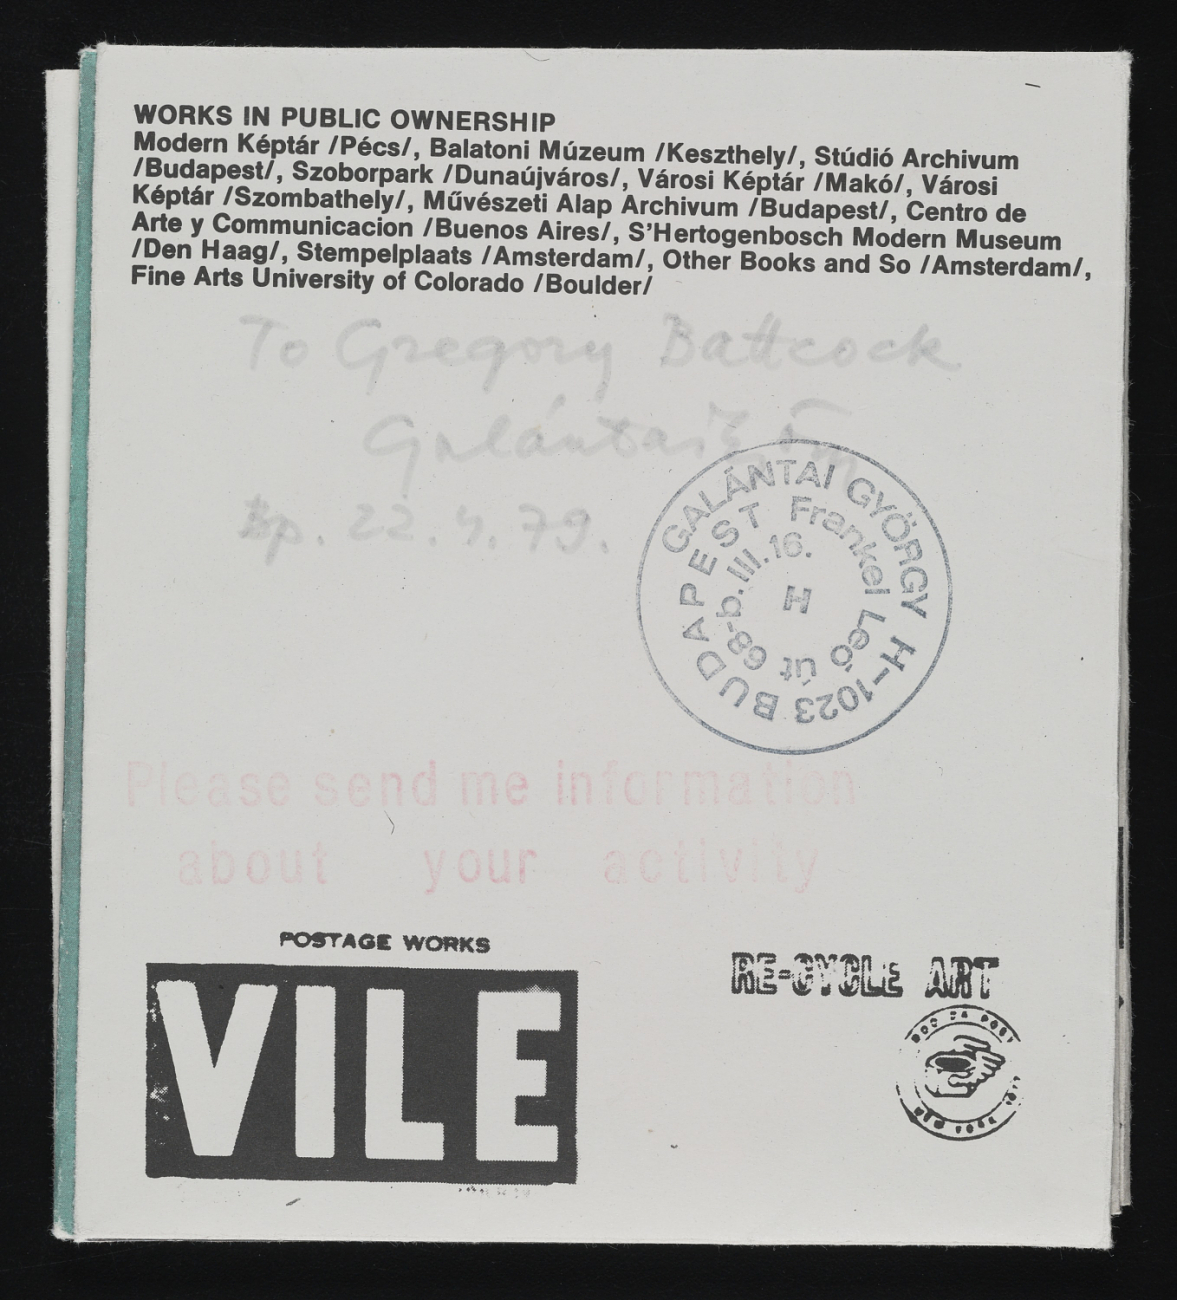 WORKS IN PUBLIC OWNERSHIP
Modern Képtár /Pécs/, Balatoni Múzeum /Keszthely/, Stúdió Archivum
/Budapest/, Szoborpark /Dunaújváros/, Városi Képtár /Makó/, Városi
Képtár /Szombathely/, Művészeti Alap Archivum /Budapest/, Centro de
Arte y Communicacion /Buenos Aires/, S'Hertogenbosch Modern Museum
/Den Haag/, Stempelplaats /Amsterdam/, Other Books and So /Amsterdam/,
Fine Arts University of Colorado /Boulder/
To Gregory Battcock
Galántai
Bp. 22.4.79.
GALÁNTAI GYÖRGY H-1023 BUDAPEST
Frankel Leó út 68-b.III.16.
H
Please send me information
about your activity
POSTAGE WORKS
VILE
RE-CYCLE ART